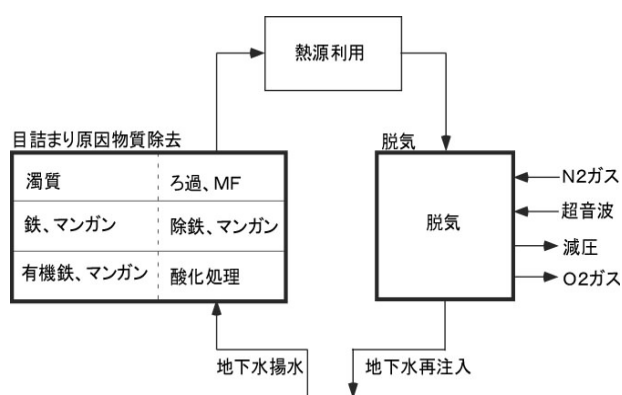 熱源利用
目詰まり原因物質除去
濁質
ろ過、MF
鉄、マンガン
除鉄、マンガン
有機鉄、マンガン
酸化処理
脱気
脱気
N2ガス
超音波
減圧
O2ガス
地下水揚水
地下水再注入